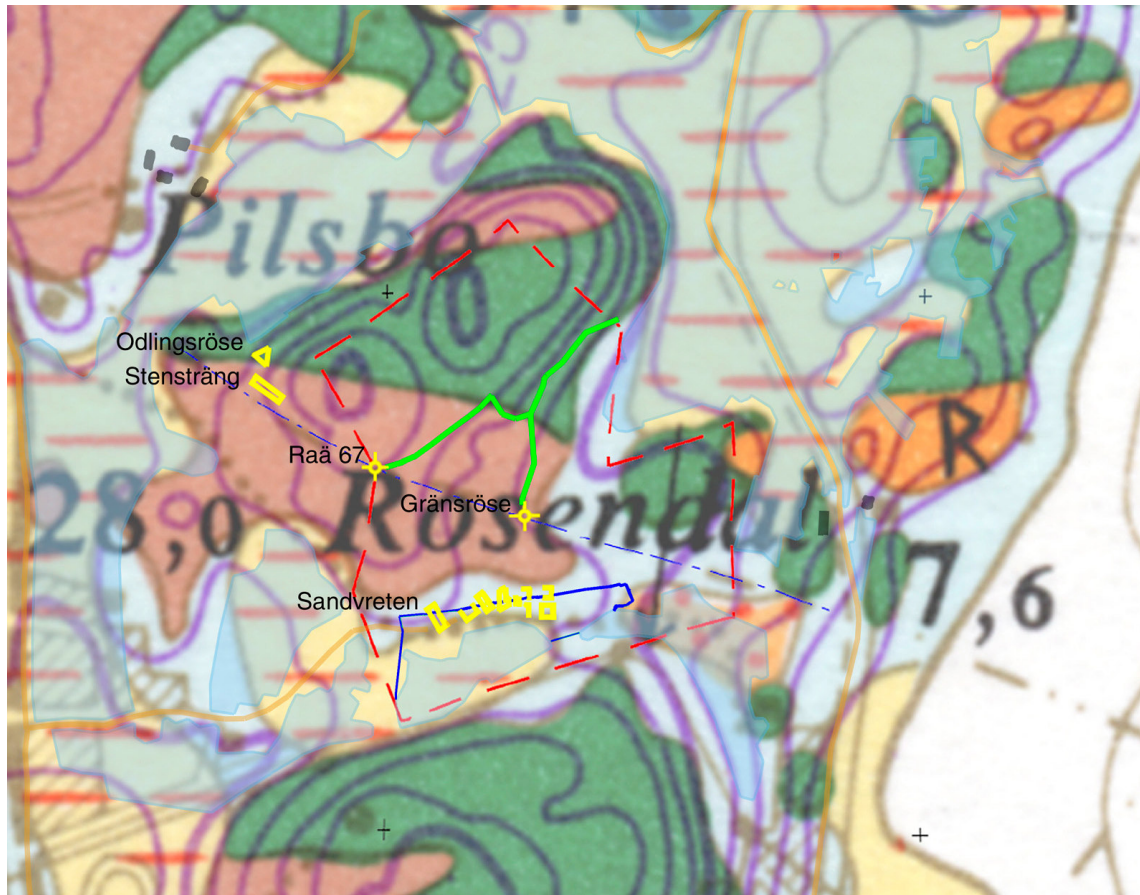 Pilsbo
Odlingsröse
Stensträng
Raä 67
R
Gränsröse
28,0 Rosendal
7,6
Sandvreten